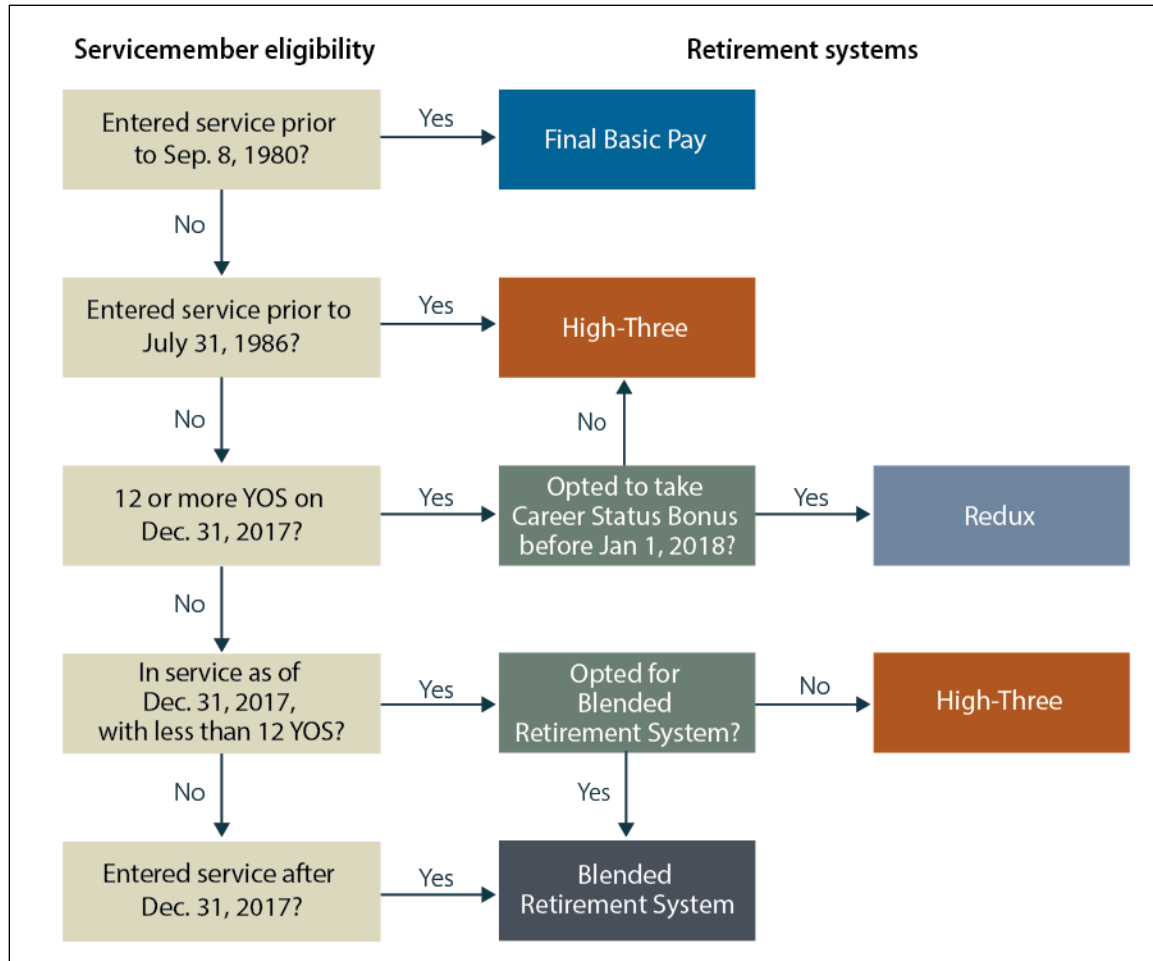 Servicemember eligibility
Retirement systems
Entered service prior
to Sep. 8, 1980?
Yes
Final Basic Pay
No
Entered service prior to
July 31, 1986?
Yes
High-Three
No
No
12 or more YOS on
Dec. 31, 2017?
Yes
Opted to take
Career Status Bonus
before Jan 1, 2018?
Yes
Redux
No
In service as of
Dec. 31, 2017,
with less than 12 YOS?
Yes
Opted for
Blended
Retirement System?
No
High-Three
No
Yes
Entered service after
Dec. 31, 2017?
Yes
Blended
Retirement System